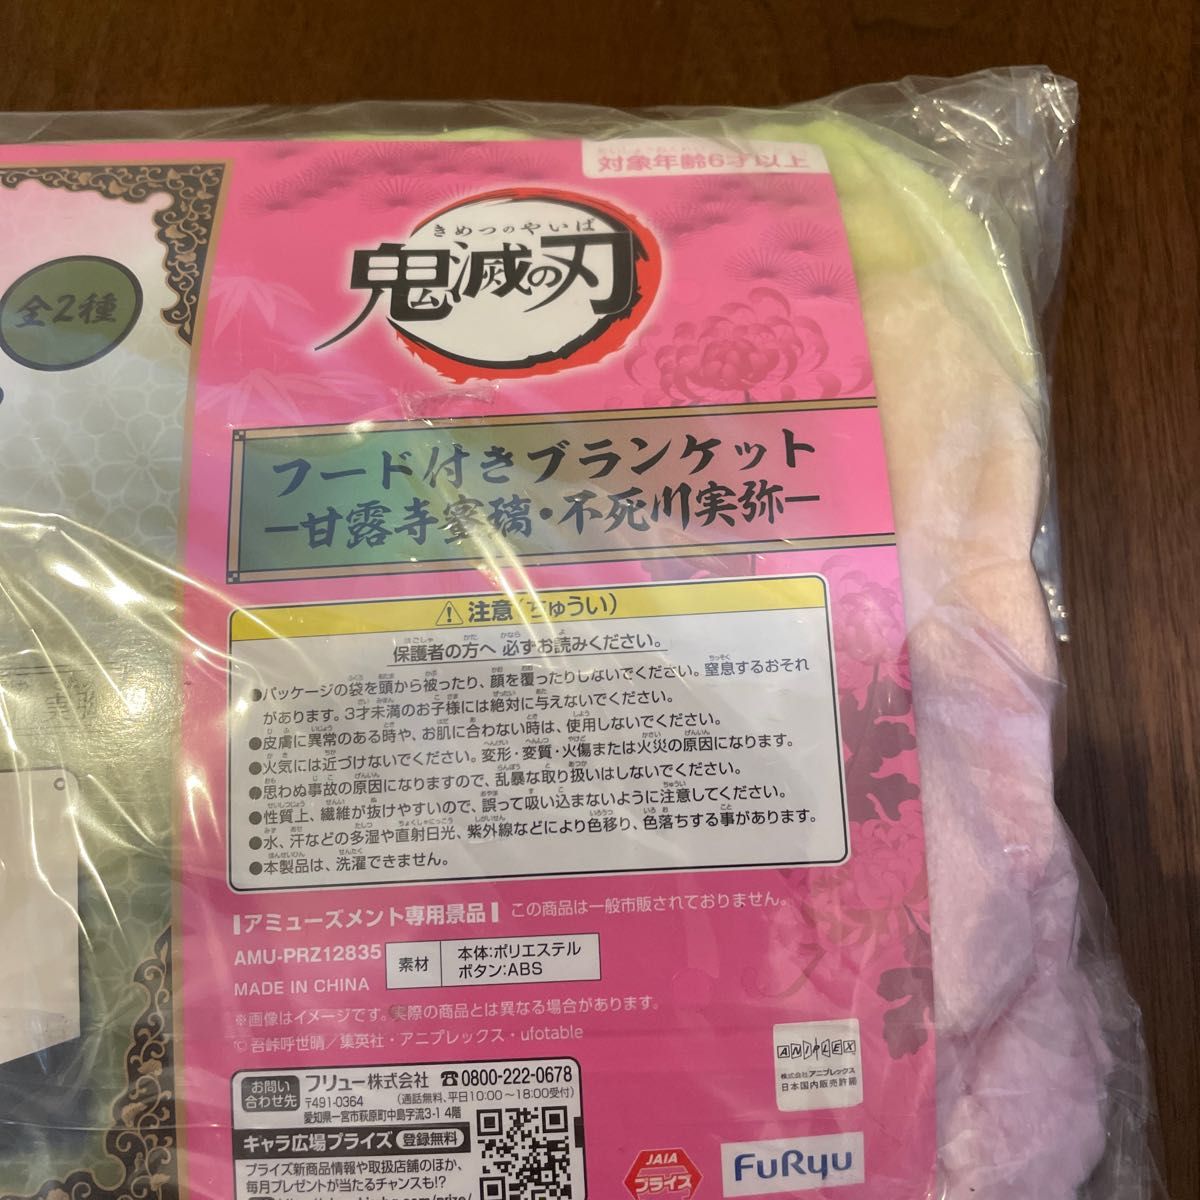 対象年齢6才以上
きめつのやいば
鬼滅の刃
全2種
フード付きブランケット
ー甘露寺蜜璃・不死川実弥ー
注意(ちゅうい)
保護者の方へ 必ずお読みください。
●パッケージの袋を頭から被ったり、顔を覆ったりしないでください。窒息するおそれ
があります。3才未満のお子様には絶対に与えないでください。
●皮膚に異常のある時や、お肌に合わない時は、使用しないでください。
●火気には近づけないでください。変形・変質・火傷または火災の原因になります。
●思わぬ事故の原因になりますので、乱暴な取り扱いはしないでください。
●性質上、繊維が抜けやすいので、誤って吸い込まないように注意してください。
●水、汗などの多湿や直射日光、紫外線などにより色移り、色落ちする事があります。
●本製品は、洗濯できません。
アミューズメント専用景品 この商品は一般市販されておりません。
AMU-PRZ12835
MADE IN CHINA
素材
本体:ポリエステル
ボタン:ABS
※画像はイメージです。実際の商品とは異なる場合があります。
©吾峠呼世晴/集英社・アニプレックス・ufotable
お問い
合わせ先
フリュー株式会社 ☎0800-222-0678
〒491-0364 (通話無料、平日10:00~18:00受付)
愛知県一宮市萩原町中島字流3-1 4階
キャラ広場プライズ 登録無料
プライズ新商品情報や取扱店舗のほか、
毎月プレゼントが当たるチャンスも!?
ANIPLEX
株式会社アニプレックス
日本国内販売許諾
JAIA
プライズ
FuRyu